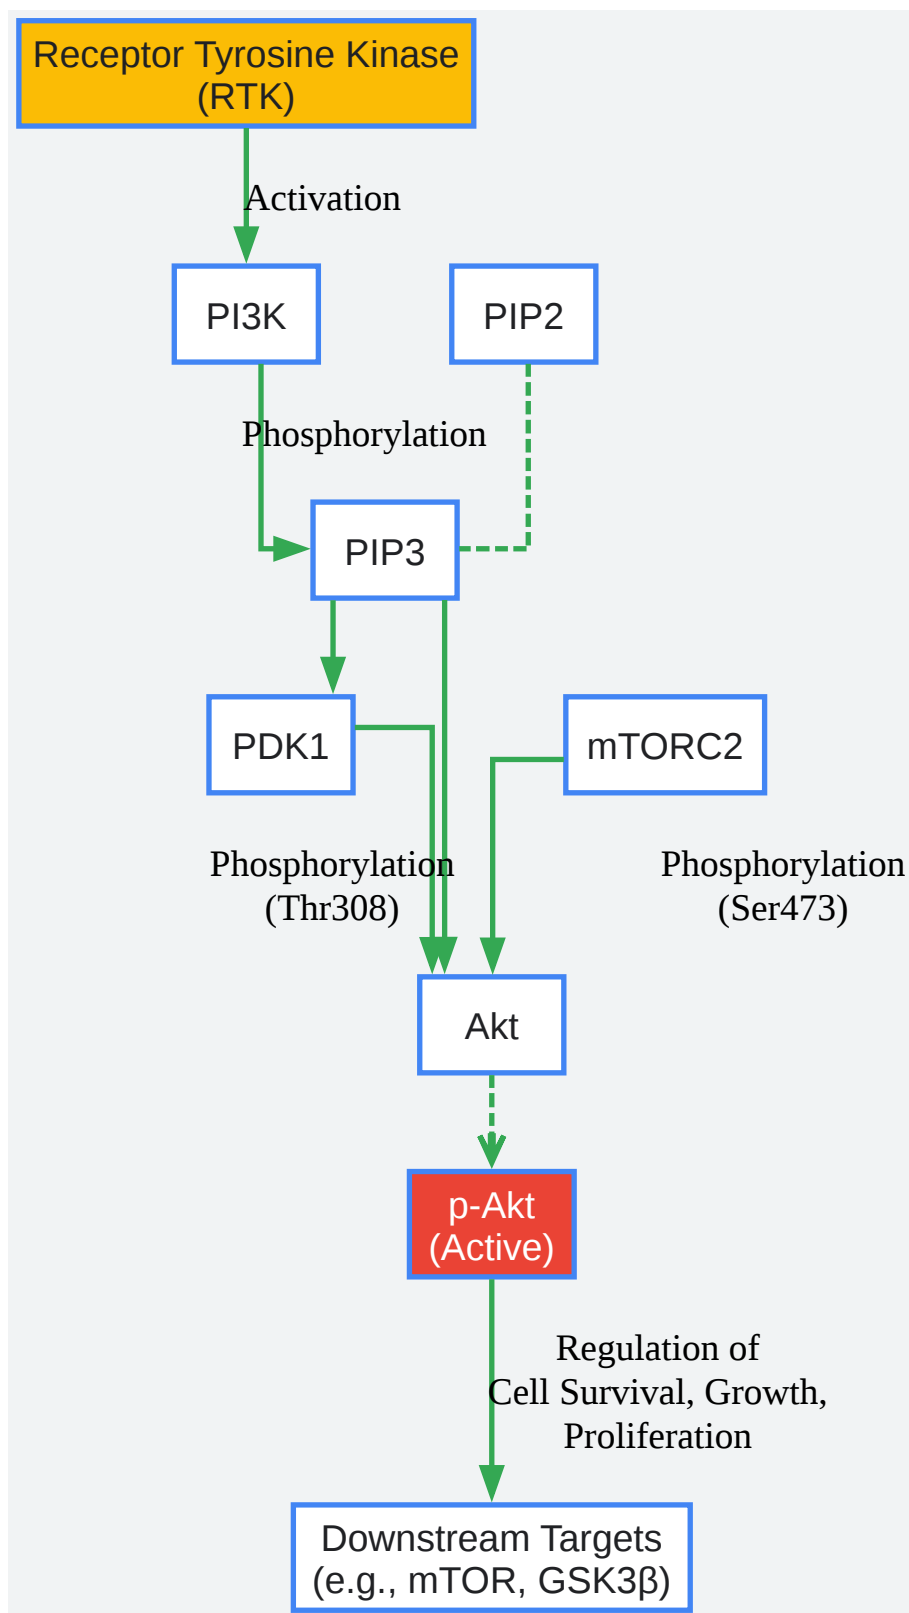 Receptor Tyrosine Kinase
(RTK)
Activation
PI3K
PIP2
Phosphorylation
PIP3
PDK1
mTORC2
Phosphorylation
(Thr308)
Phosphorylation
(Ser473)
Akt
p-Akt
(Active)
Regulation of
Cell Survival, Growth,
Proliferation
Downstream Targets
(e.g., mTOR, GSK3β)